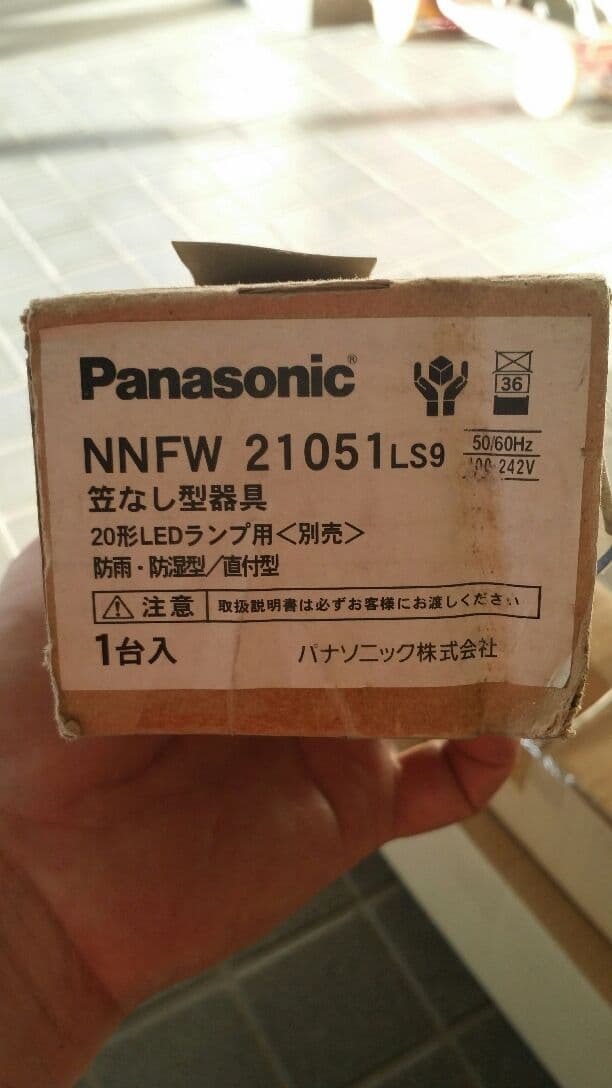 Panasonic®
36
NNFW 21051LS9
50/60Hz
100-242V
笠なし型器具
20形LEDランプ用<別売>
防雨・防湿型/直付型
注意 取扱説明書は必ずお客様にお渡しください
1台入 パナソニック株式会社